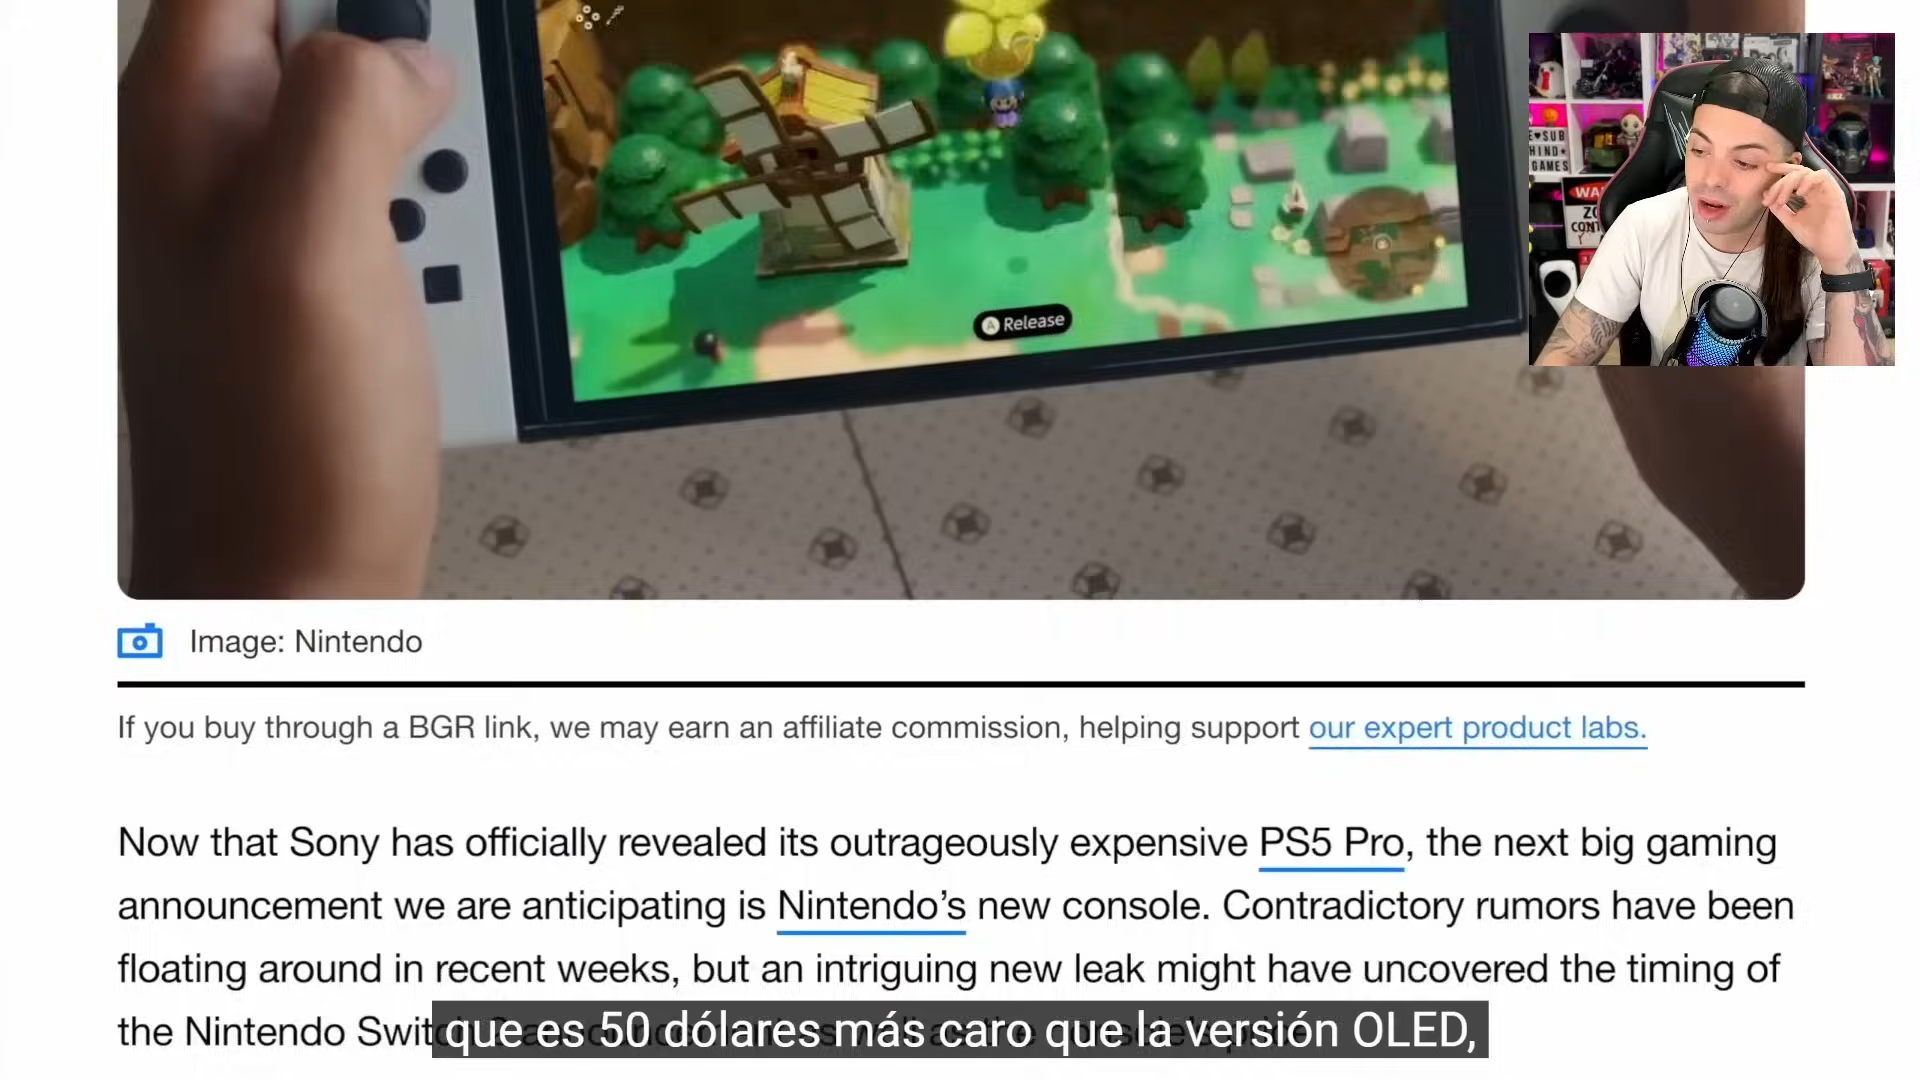 Release
E♥SUB
HIND
GAMES
Image: Nintendo
If you buy through a BGR link, we may earn an affiliate commission, helping support our expert product labs.
Now that Sony has officially revealed its outrageously expensive PS5 Pro, the next big gaming
announcement we are anticipating is Nintendo’s new console. Contradictory rumors have been
floating around in recent weeks, but an intriguing new leak might have uncovered the timing of
the Nintendo
que es 50 dólares más caro que la versión OLED,